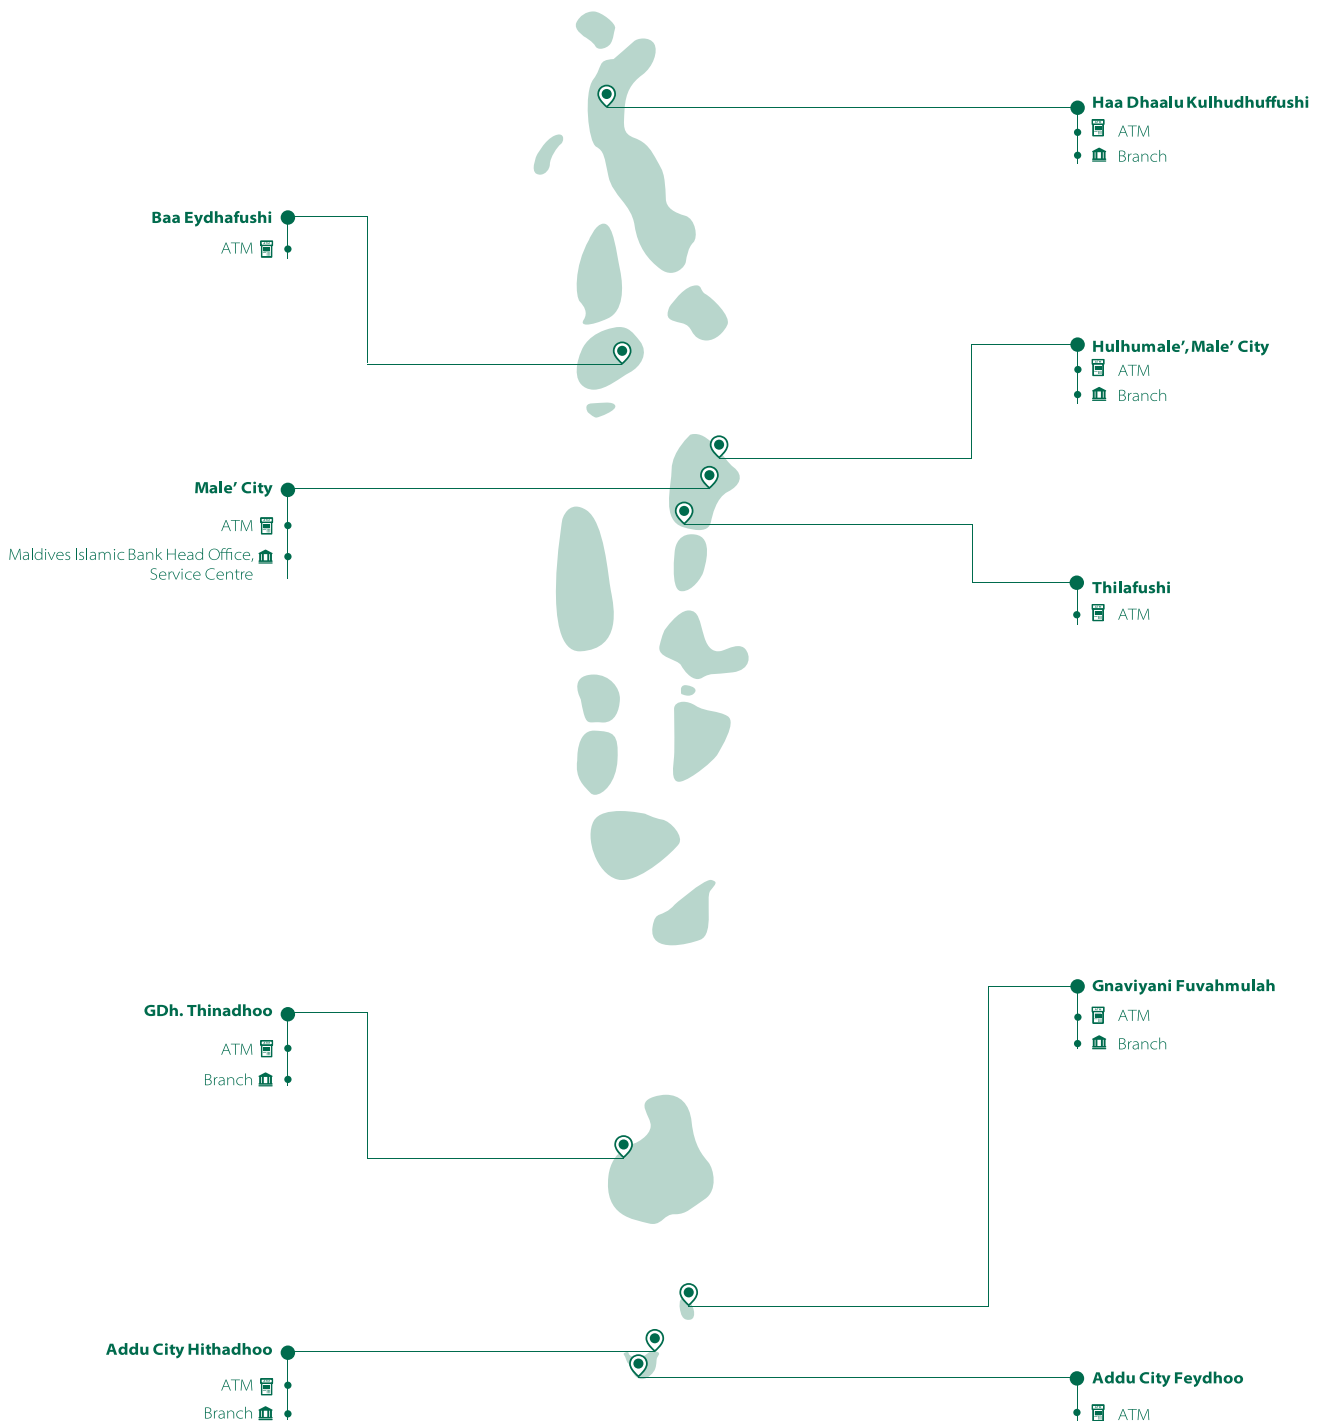 Haa Dhaalu Kulhudhuffushi
ATM
Branch
Baa Eydhafushi
ATM
Hulhumale’, Male’ City
ATM
Branch
Male’ City
ATM
Maldives Islamic Bank Head Office,
Service Centre
Thilafushi
ATM
GDh. Thinadhoo
ATM
Branch
Gnaviyani Fuvahmulah
ATM
Branch
Addu City Hithadhoo
ATM
Branch
Addu City Feydhoo
ATM